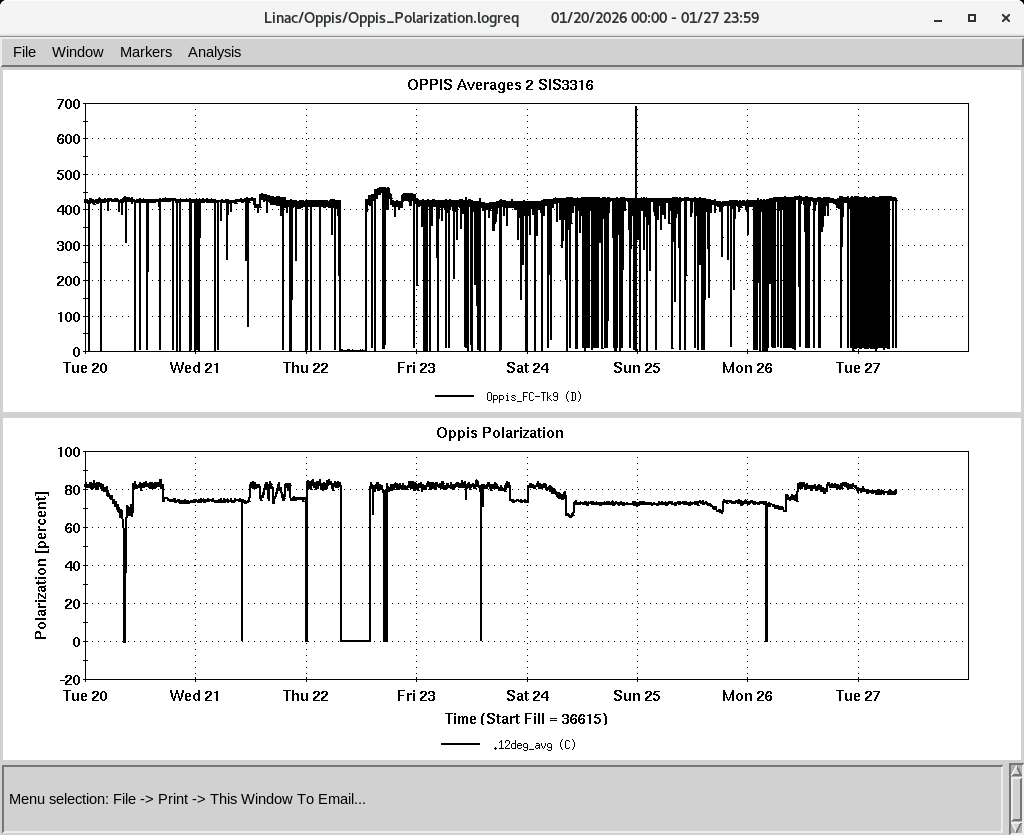 Linac/Oppis/Oppis_Polarization.logreq 01/20/2026 00:00 - 01/27 23:59
File Window Markers Analysis
OPPIS Averages 2 SIS3316
700
600
500
400
300
200
100
0
Tue 20 Wed 21 Thu 22 Fri 23 Sat 24 Sun 25 Mon 26 Tue 27
Oppis_FC-Tk9 (D)
Oppis Polarization
Polarization [percent]
100
80
60
40
20
0
-20
Tue 20 Wed 21 Thu 22 Fri 23 Sat 24 Sun 25 Mon 26 Tue 27
Time (Start Fill = 36615)
.12deg_avg (C)
Menu selection: File -> Print -> This Window To Email...